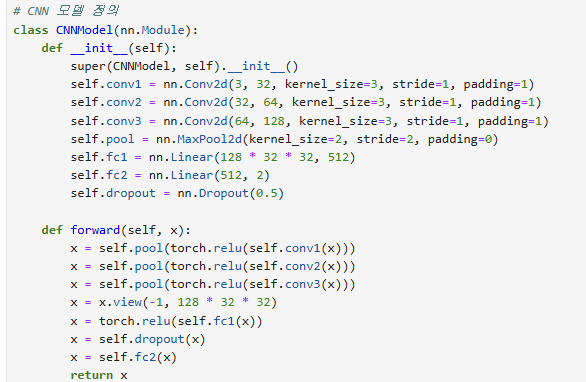 # CNN 모델 정의
class CNNModel(nn.Module):
    def __init__(self):
        super(CNNModel, self).__init__()
        self.conv1 = nn.Conv2d(3, 32, kernel_size=3, stride=1, padding=1)
        self.conv2 = nn.Conv2d(32, 64, kernel_size=3, stride=1, padding=1)
        self.conv3 = nn.Conv2d(64, 128, kernel_size=3, stride=1, padding=1)
        self.pool = nn.MaxPool2d(kernel_size=2, stride=2, padding=0)
        self.fc1 = nn.Linear(128 * 32 * 32, 512)
        self.fc2 = nn.Linear(512, 2)
        self.dropout = nn.Dropout(0.5)

    def forward(self, x):
        x = self.pool(torch.relu(self.conv1(x)))
        x = self.pool(torch.relu(self.conv2(x)))
        x = self.pool(torch.relu(self.conv3(x)))
        x = x.view(-1, 128 * 32 * 32)
        x = torch.relu(self.fc1(x))
        x = self.dropout(x)
        x = self.fc2(x)
        return x